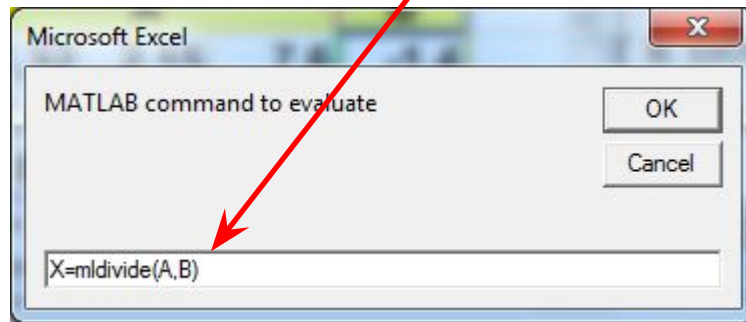 Microsoft Excel
MATLAB command to evaluate
OK
Cancel
X=mldivide(A,B)